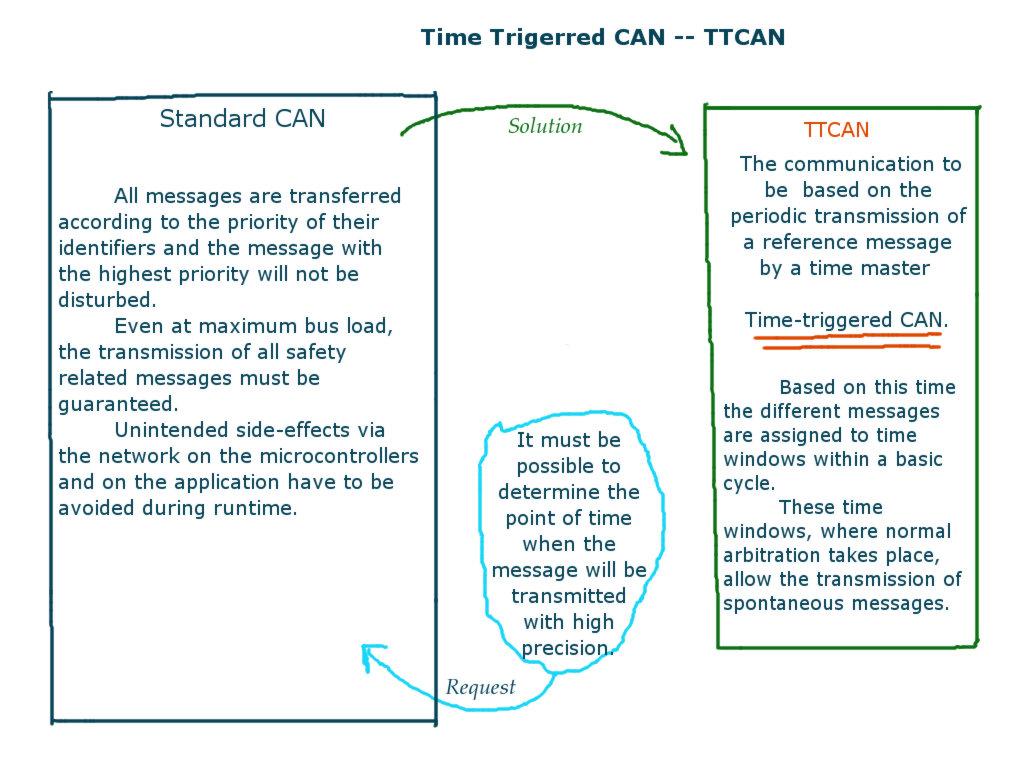 Time Trigerred CAN -- TTCAN
Standard CAN
All messages are transferred
according to the priority of their
identifiers and the message with
the highest priority will not be
disturbed.
Even at maximum bus load,
the transmission of all safety
related messages must be
guaranteed.
Unintended side-effects via
the network on the microcontrollers
and on the application have to be
avoided during runtime.
Solution
It must be
possible to
determine the
point of time
when the
message will be
transmitted
with high
precision.
Request
TTCAN
The communication to
be based on the
periodic transmission of
a reference message
by a time master
Time-triggered CAN.
Based on this time
the different messages
are assigned to time
windows within a basic
cycle.
These time
windows, where normal
arbitration takes place,
allow the transmission of
spontaneous messages.